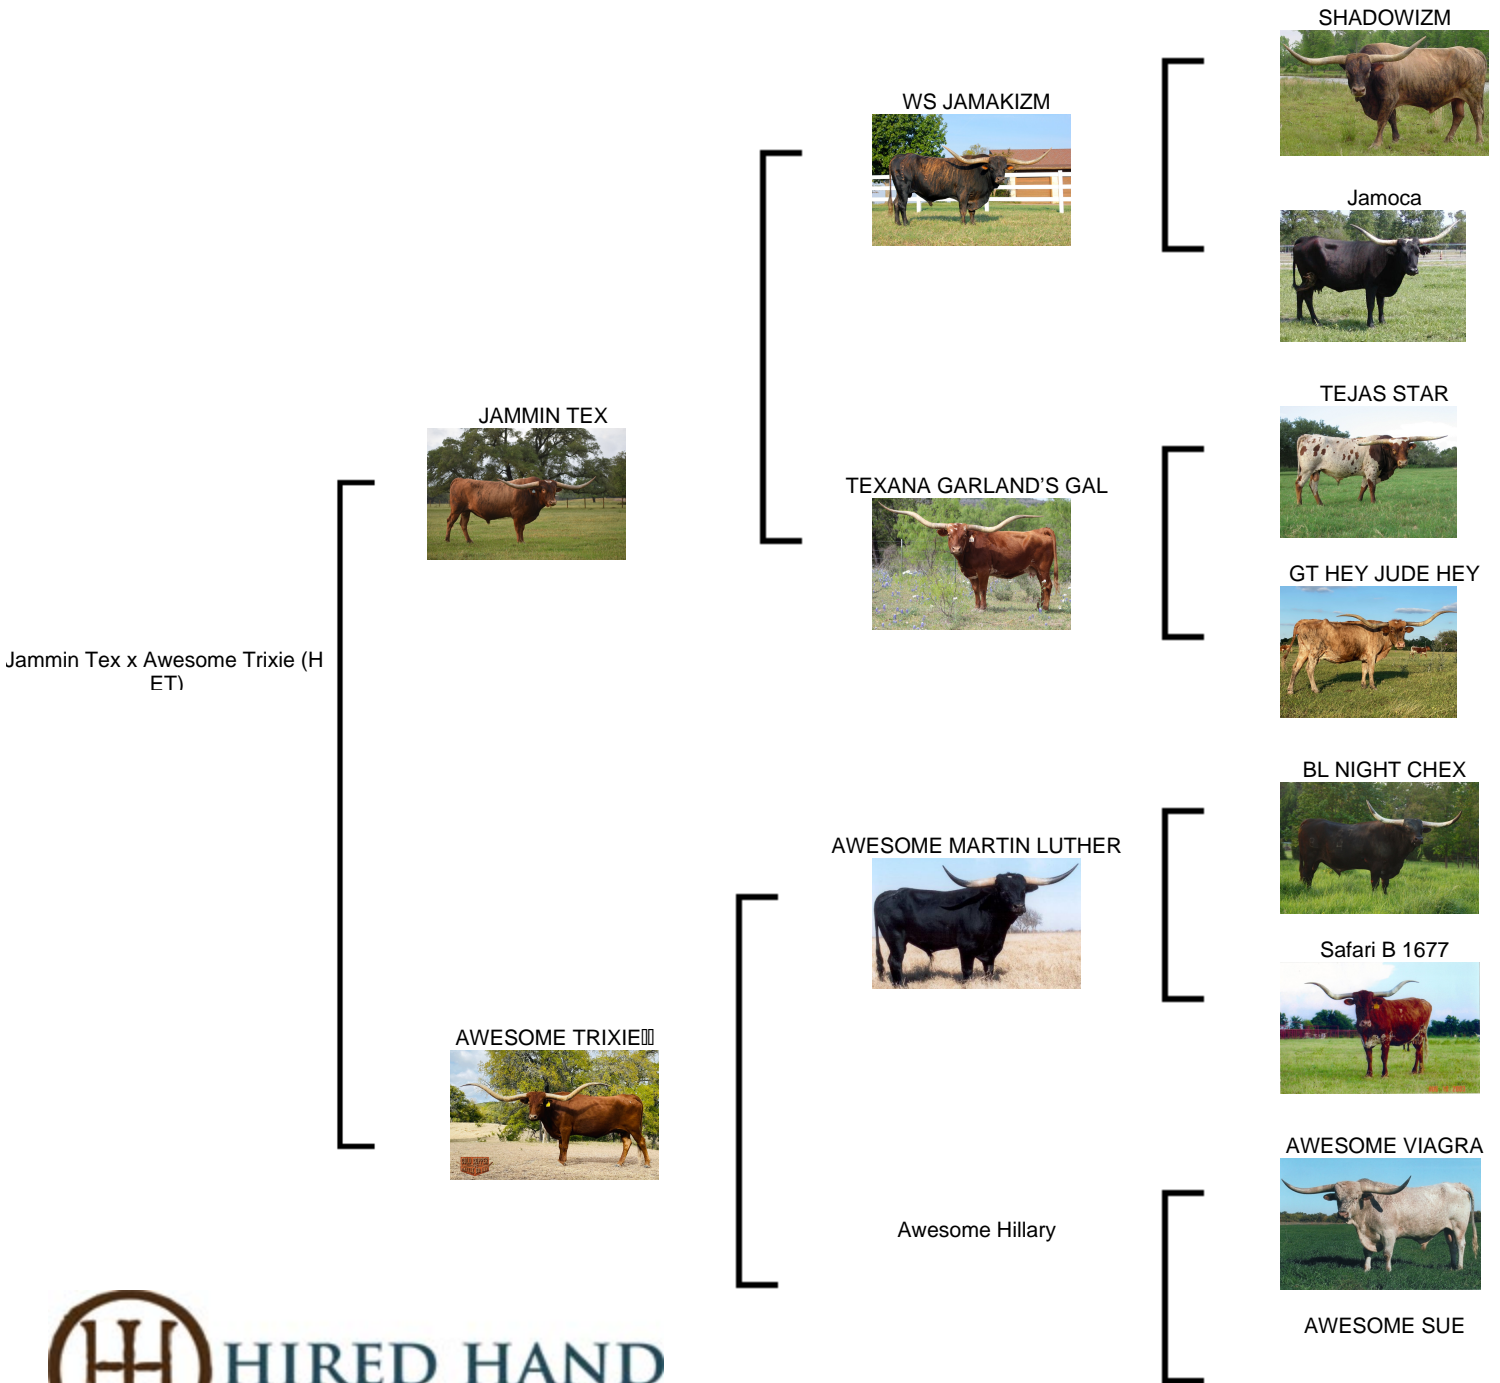 SHADOWIZM
WS JAMAKIZM
Jamoca
TEJAS STAR
JAMMIN TEX
TEXANA GARLAND'S GAL
GT HEY JUDE HEY
Jammin Tex x Awesome Trixie (H
ET)
BL NIGHT CHEX
AWESOME MARTIN LUTHER
Safari B 1677
AWESOME TRIXIE
AWESOME VIAGRA
Awesome Hillary
AWESOME SUE
HIRED HAND